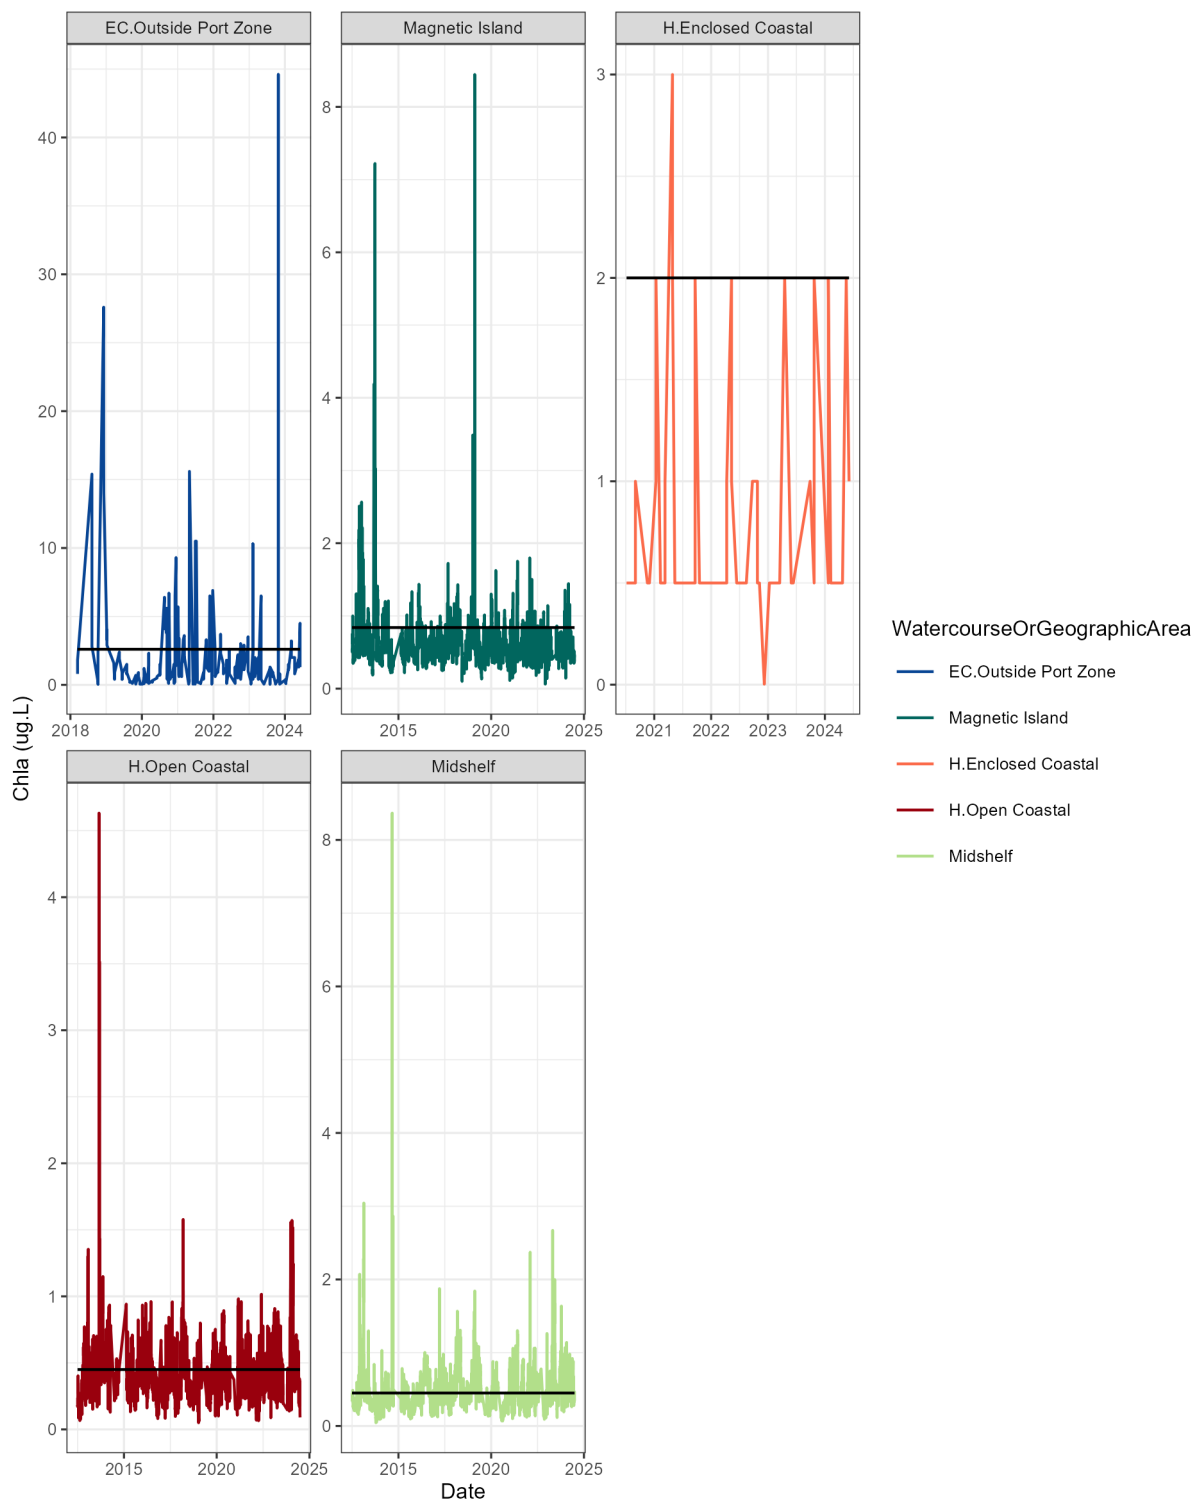 EC.Outside Port Zone
Magnetic Island
H.Enclosed Coastal
40
30
20
10
0
2018 2020 2022 2024
8
6
4
2
0
2015 2020 2025
3
2
1
0
2021 2022 2023 2024
H.Open Coastal
Midshelf
4
3
2
1
0
2015 2020 2025
8
6
4
2
0
2015 2020 2025
Chla (ug.L)
Date
WatercourseOrGeographicArea
EC.Outside Port Zone
Magnetic Island
H.Enclosed Coastal
H.Open Coastal
Midshelf